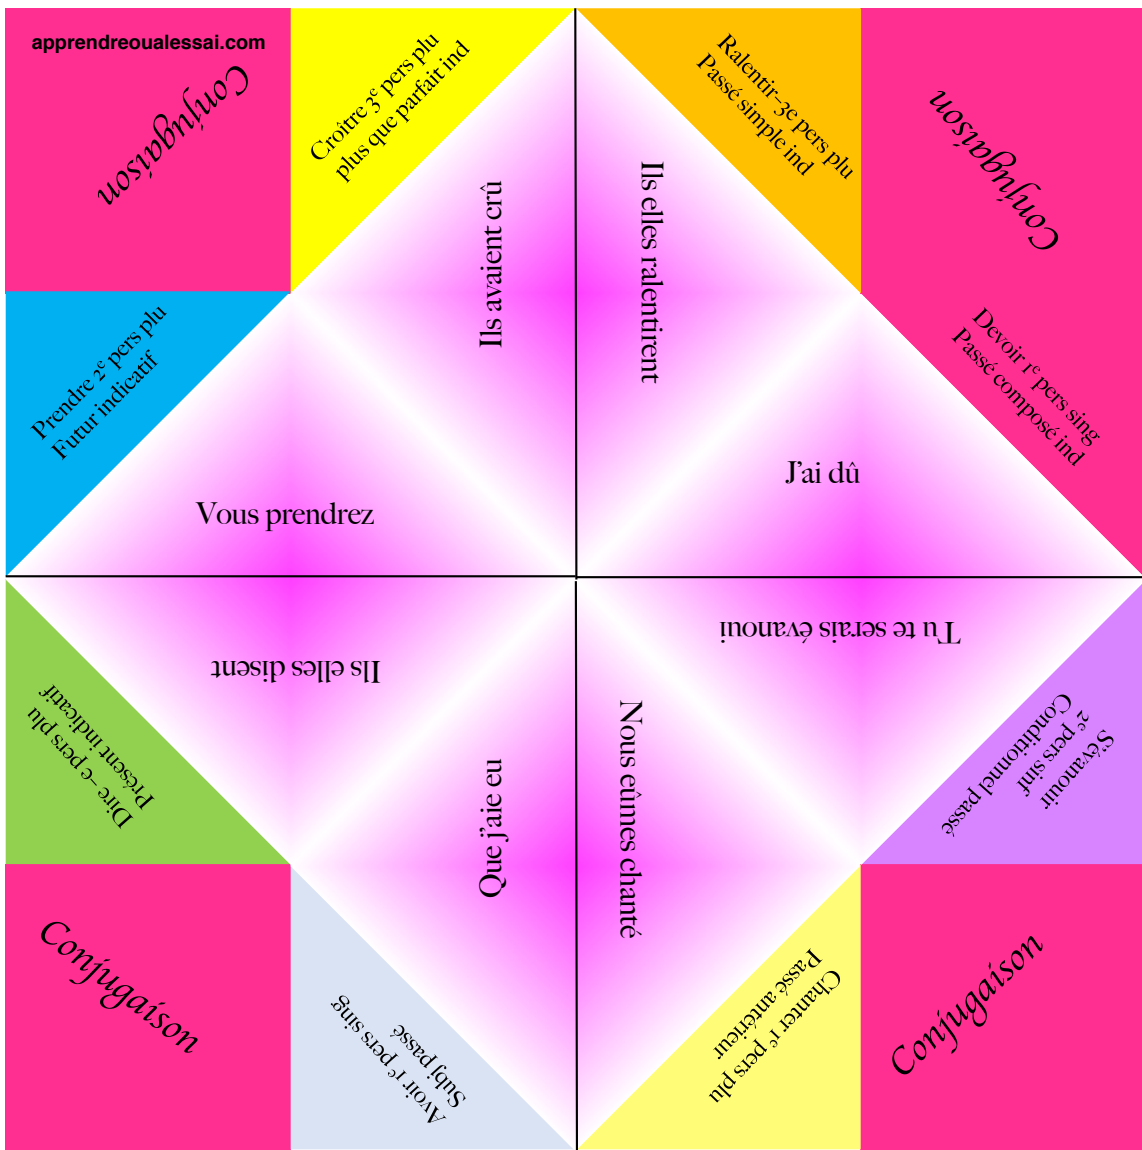 apprendreoualessai.com
Conjugaison
Croître 3e pers plu
plus que parfait ind
Ralentir-3e pers plu
Passé simple ind
Conjugaison
Prendre 2e pers plu
Futur indicatif
Ils avaient crû
Ils elles ralentirent
Devoir 1e pers sing
Passé composé ind
Vous prendrez
J'ai dû
Ils elles disent
Tu te serais évanoui
Dire -e pers plu
Présent indicatif
Que j'aie eu
Nous eûmes chanté
S'évanouir
2e pers sinf
Conditionnel passé
Conjugaison
Avoir 1e pers sing
Subj passé
Chanter 1e pers plu
Passé antérieur
Conjugaison